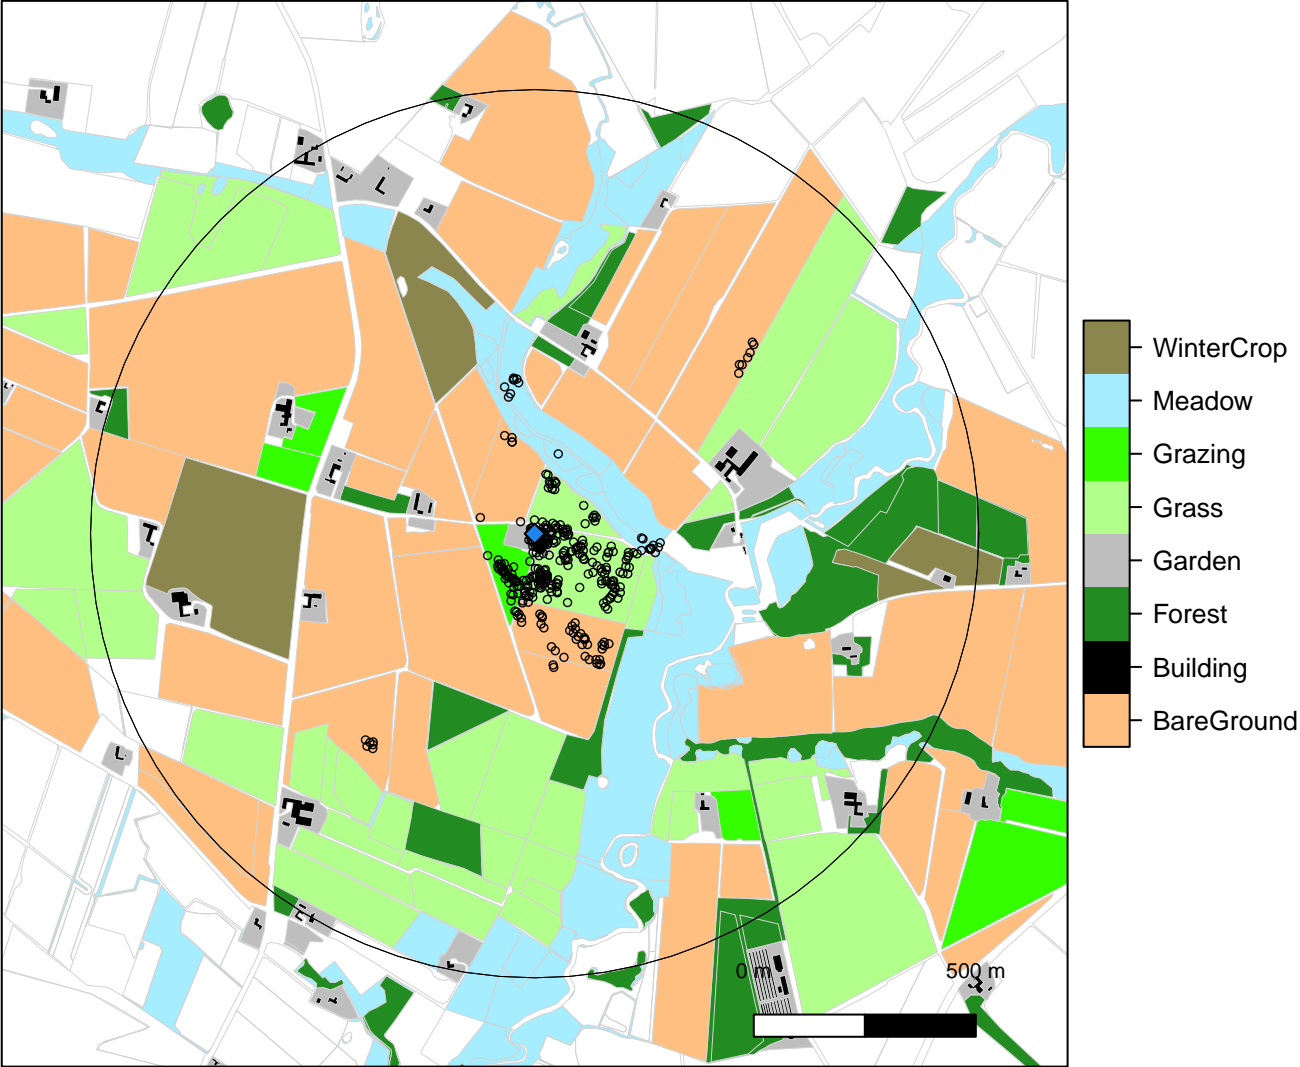 WinterCrop
Meadow
Grazing
Grass
Garden
Forest
Building
BareGround
0 m 500 m